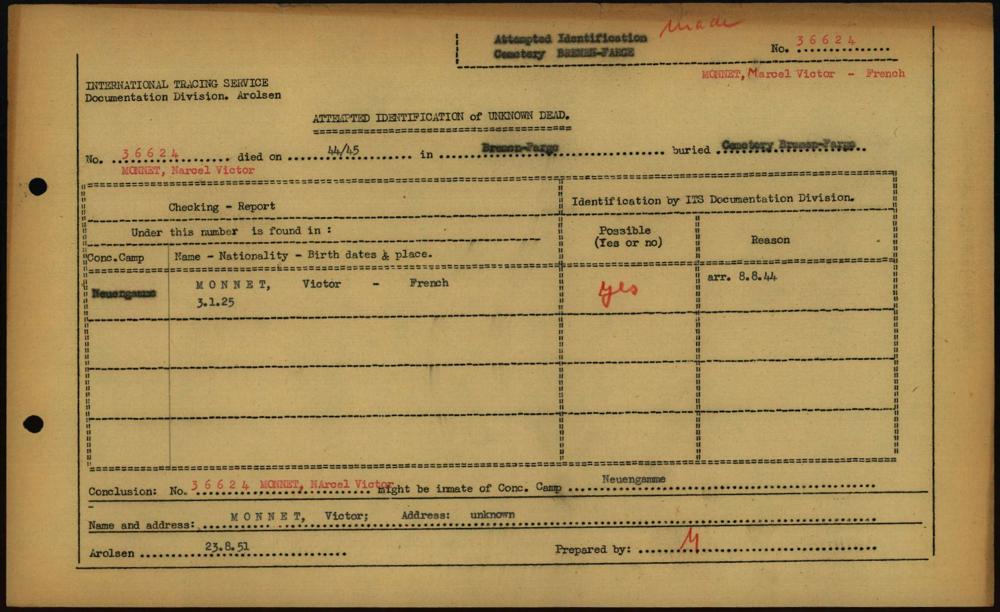 made
Attempted Identification
Cemetery BREMEN-FARGE
No. 36624
MONNET, Marcel Victor - French
INTERNATIONAL TRACING SERVICE
Documentation Division. Arolsen
ATTEMPTED IDENTIFICATION of UNKNOWN DEAD.
No. 36624 died on 44/45 in Bremen-Farge buried Cemetery Bremen-Farge
MONNET, Marcel Victor
Checking - Report
Identification by ITS Documentation Division.
Under this number is found in :
Possible
(Yes or no)
Reason
Conc.Camp
Name - Nationality - Birth dates & place.
Neuengamme
MONNET, Victor - French
3.1.25
yes
arr. 8.8.44
Conclusion: No. 36624 MONNET, NArcel Victor might be inmate of Conc. Camp Neuengamme
Name and address: MONNET, Victor; Address: unknown
Arolsen 23.8.51
Prepared by: M